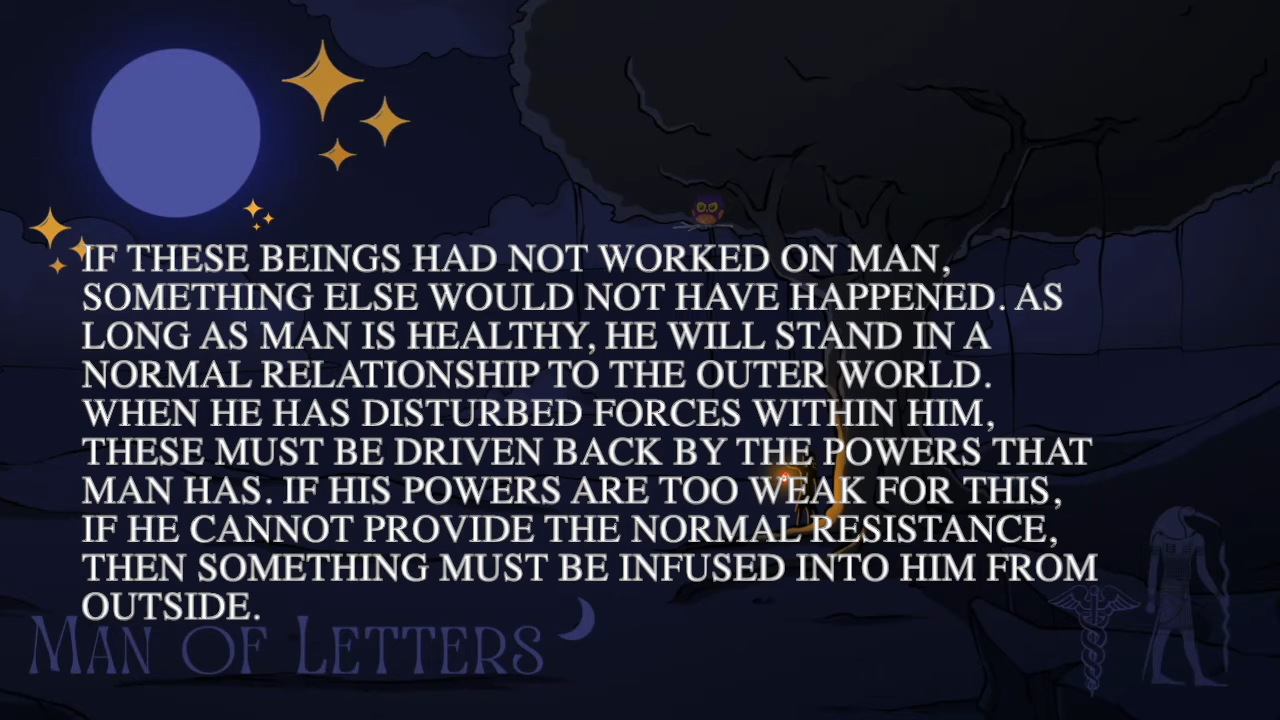 IF THESE BEINGS HAD NOT WORKED ON MAN,
SOMETHING ELSE WOULD NOT HAVE HAPPENED. AS
LONG AS MAN IS HEALTHY, HE WILL STAND IN A
NORMAL RELATIONSHIP TO THE OUTER WORLD.
WHEN HE HAS DISTURBED FORCES WITHIN HIM,
THESE MUST BE DRIVEN BACK BY THE POWERS THAT
MAN HAS. IF HIS POWERS ARE TOO WEAK FOR THIS,
IF HE CANNOT PROVIDE THE NORMAL RESISTANCE,
THEN SOMETHING MUST BE INFUSED INTO HIM FROM
OUTSIDE.
MAN OF LETTERS